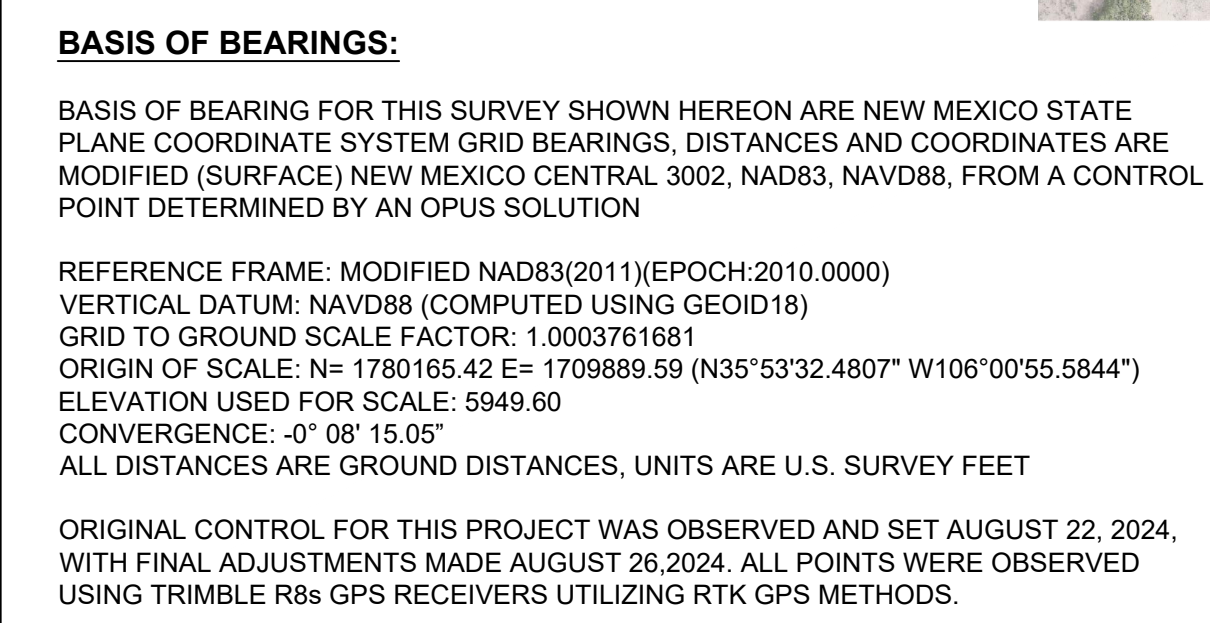 BASIS OF BEARINGS:
BASIS OF BEARING FOR THIS SURVEY SHOWN HEREON ARE NEW MEXICO STATE
PLANE COORDINATE SYSTEM GRID BEARINGS, DISTANCES AND COORDINATES ARE
MODIFIED (SURFACE) NEW MEXICO CENTRAL 3002, NAD83, NAVD88, FROM A CONTROL
POINT DETERMINED BY AN OPUS SOLUTION
REFERENCE FRAME: MODIFIED NAD83(2011)(EPOCH:2010.0000)
VERTICAL DATUM: NAVD88 (COMPUTED USING GEOID18)
GRID TO GROUND SCALE FACTOR: 1.0003761681
ORIGIN OF SCALE: N= 1780165.42 E= 1709889.59 (N35°53'32.4807" W106°00'55.5844")
ELEVATION USED FOR SCALE: 5949.60
CONVERGENCE: -0° 08' 15.05”
ALL DISTANCES ARE GROUND DISTANCES, UNITS ARE U.S. SURVEY FEET
ORIGINAL CONTROL FOR THIS PROJECT WAS OBSERVED AND SET AUGUST 22, 2024,
WITH FINAL ADJUSTMENTS MADE AUGUST 26,2024. ALL POINTS WERE OBSERVED
USING TRIMBLE R8s GPS RECEIVERS UTILIZING RTK GPS METHODS.